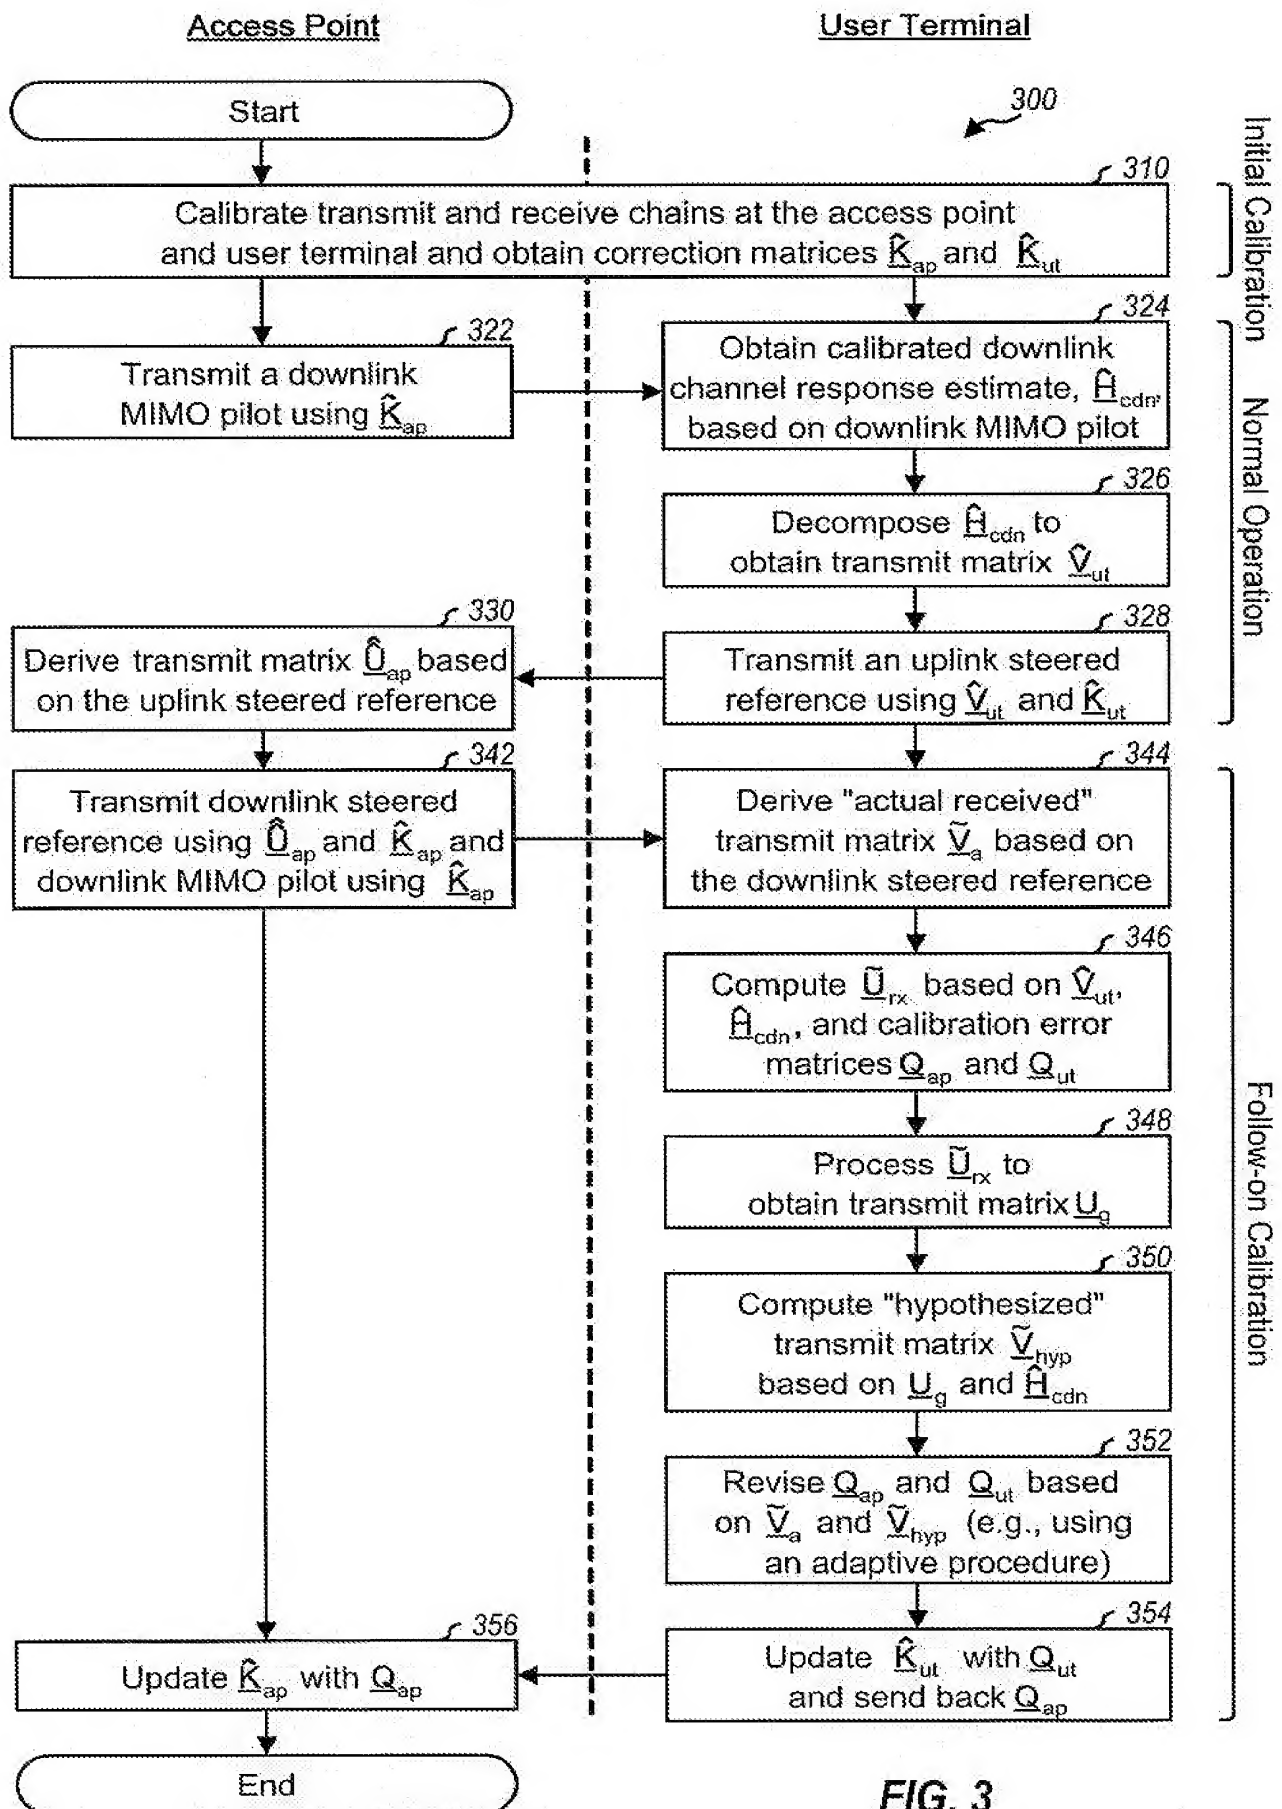 Access Point
User Terminal
Start
300
310
Calibrate transmit and receive chains at the access point
and user terminal and obtain correction matrices K̂ap and K̂ut
Initial Calibration
322
Transmit a downlink
MIMO pilot using K̂ap
324
Obtain calibrated downlink
channel response estimate, Ĥcdn,
based on downlink MIMO pilot
326
Decompose Ĥcdn to
obtain transmit matrix V̂ut
328
Transmit an uplink steered
reference using V̂ut and K̂ut
Normal Operation
330
Derive transmit matrix Ûap based
on the uplink steered reference
342
Transmit downlink steered
reference using Ûap and K̂ap and
downlink MIMO pilot using K̂ap
344
Derive "actual received"
transmit matrix Ṽa based on
the downlink steered reference
346
Compute Ũrx based on V̂ut,
Ĥcdn, and calibration error
matrices Qap and Qut
348
Process Ũrx to
obtain transmit matrix Ug
350
Compute "hypothesized"
transmit matrix Ṽhyp
based on Ug and Ĥcdn
352
Revise Qap and Qut based
on Ṽa and Ṽhyp (e.g., using
an adaptive procedure)
354
Update K̂ut with Qut
and send back Qap
Follow-on Calibration
356
Update K̂ap with Qap
End
FIG. 3